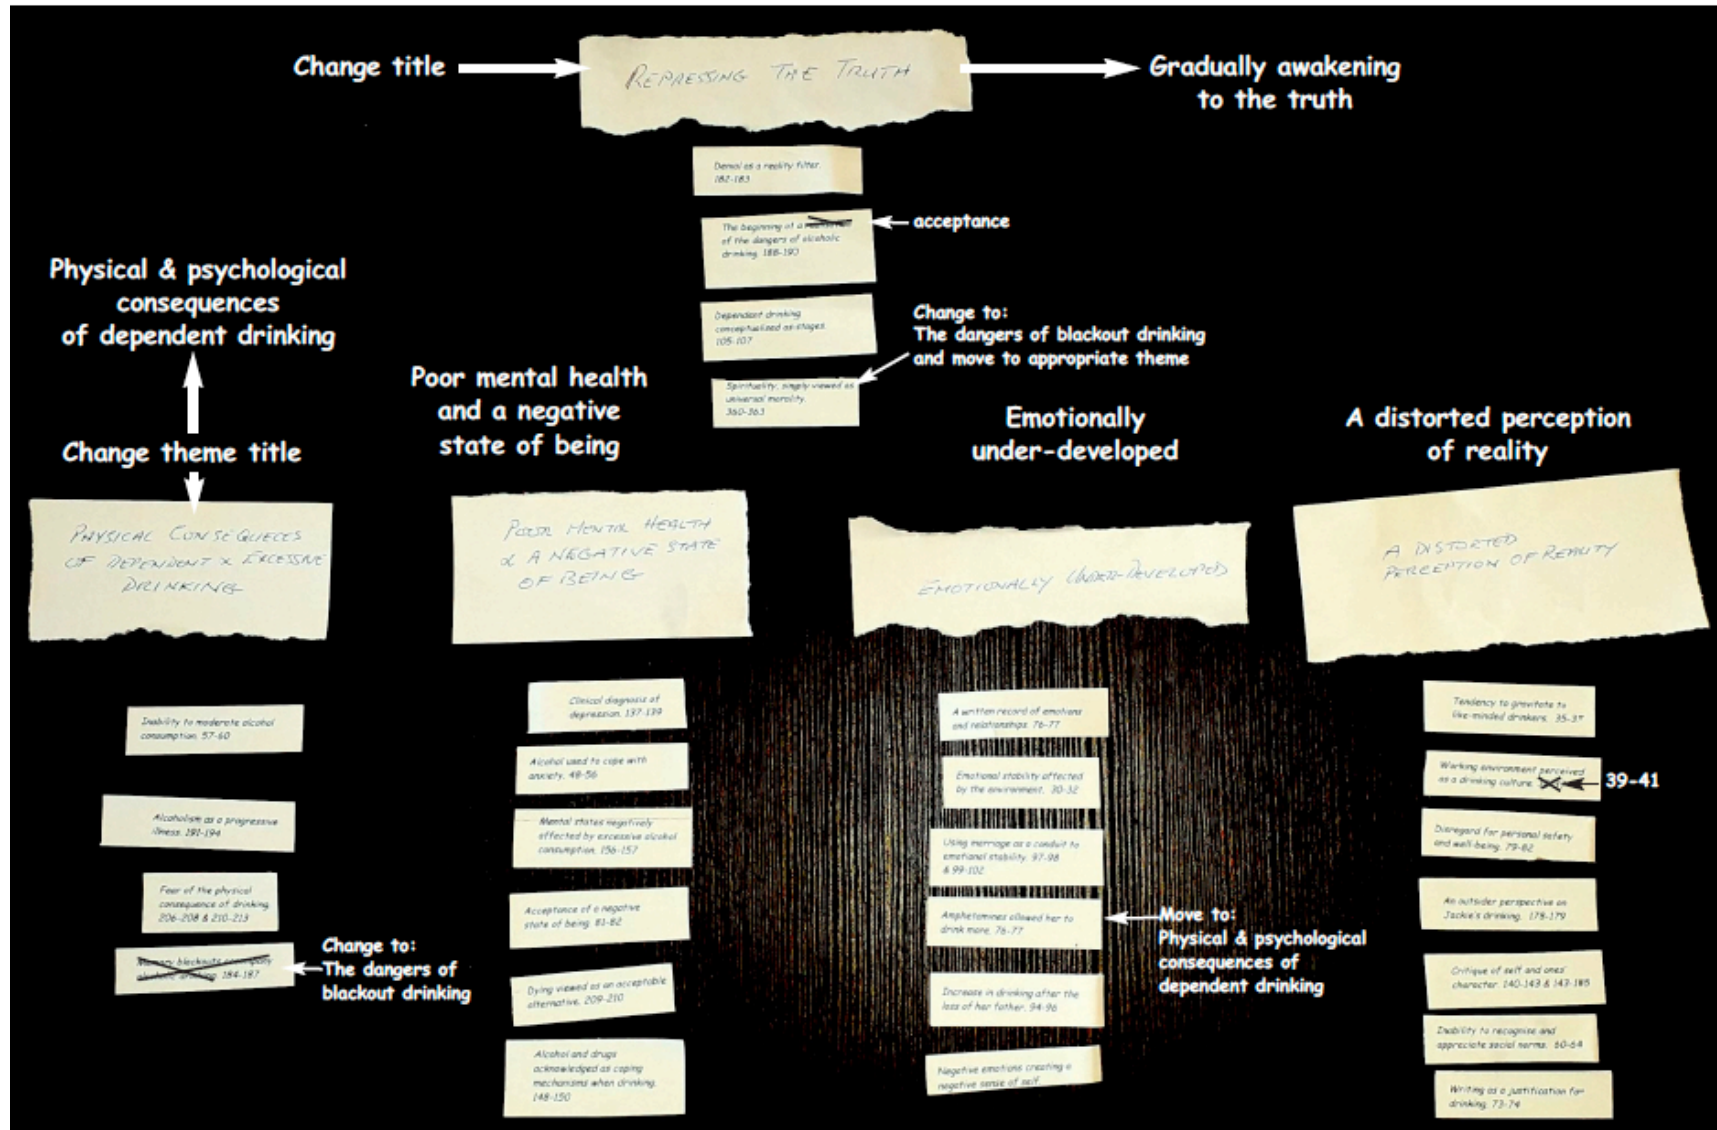 Change title
REPRESSING THE TRUTH
Gradually awakening
to the truth
Denial as a reality filter.
182-183
The beginning of a
of the dangers of alcoholic
drinking. 188-190
acceptance
Dependent drinking
conceptualised as stages.
105-107
Change to:
The dangers of blackout drinking
and move to appropriate theme
Spirituality, simply viewed as
universal morality.
360-363
Physical & psychological
consequences
of dependent drinking
Change theme title
PHYSICAL CONSEQUECES
OF DEPENDENT & EXCESSIVE
DRINKING
Inability to moderate alcohol
consumption. 57-60
Alcoholism as a progressive
illness. 191-194
Fear of the physical
consequence of drinking.
206-208 & 210-213
Memory blackouts accompany
alcoholic drinking. 184-187
Change to:
The dangers of
blackout drinking
Poor mental health
and a negative
state of being
POOR MENTAL HEALTH
& A NEGATIVE STATE
OF BEING
Clinical diagnosis of
depression. 137-139
Alcohol used to cope with
anxiety. 48-56
Mental states negatively
affected by excessive alcohol
consumption. 156-157
Acceptance of a negative
state of being. 81-82
Dying viewed as an acceptable
alternative. 209-210
Alcohol and drugs
acknowledged as coping
mechanisms when drinking.
148-150
Emotionally
under-developed
EMOTIONALLY UNDER-DEVELOPED
A written record of emotions
and relationships. 76-77
Emotional stability affected
by the environment. 30-32
Using marriage as a conduit to
emotional stability. 97-98
& 99-102
Amphetamines allowed her to
drink more. 76-77
Move to:
Physical & psychological
consequences of
dependent drinking
Increase in drinking after the
loss of her father. 94-96
Negative emotions creating a
negative sense of self.
A distorted perception
of reality
A DISTORTED
PERCEPTION OF REALITY
Tendency to gravitate to
like-minded drinkers. 35-37
Working environment perceived
as a drinking culture.
39-41
Disregard for personal safety
and well-being. 79-82
An outsider perspective on
Jackie's drinking. 178-179
Critique of self and ones'
character. 140-143 & 143-185
Inability to recognise and
appreciate social norms. 60-64
Writing as a justification for
drinking. 73-74